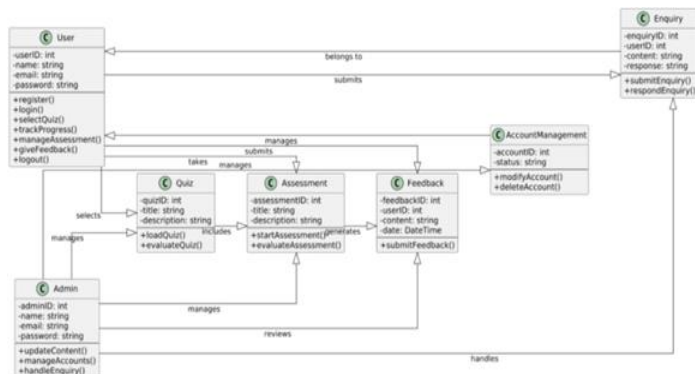 C User
-userID: int
-name: string
-email: string
-password: string
+register()
+login()
+selectQuiz()
+trackProgress()
+manageAssessment()
+giveFeedback()
+logout()
C Enquiry
-enquiryID: int
-userID: int
-content: string
-response: string
+submitEnquiry()
+respondEnquiry()
belongs to
submits
C AccountManagement
-accountID: int
-status: string
+modifyAccount()
+deleteAccount()
manages
submits
takes
manages
C Quiz
-quizID: int
-title: string
-description: string
+loadQuiz()
+evaluateQuiz()
C Assessment
-assessmentID: int
-title: string
-description: string
+startAssessment()
+evaluateAssessment()
C Feedback
-feedbackID: int
-userID: int
-content: string
-date: DateTime
+submitFeedback()
selects
includes
generates
manages
C Admin
-adminID: int
-name: string
-email: string
-password: string
+updateContent()
+manageAccounts()
+handleEnquiry()
manages
reviews
handles